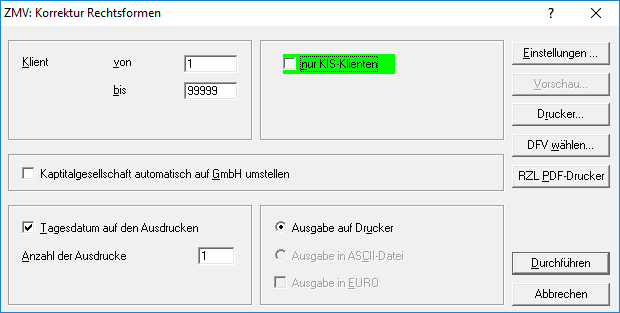 ZMV: Korrektur Rechtsformen
?
Klient von 1
bis 99999
nur KIS-Klienten
Einstellungen ...
Vorschau...
Drucker...
DFV wählen...
RZL PDF-Drucker
Kaptitalgesellschaft automatisch auf GmbH umstellen
Tagesdatum auf den Ausdrucken
Anzahl der Ausdrucke 1
Ausgabe auf Drucker
Ausgabe in ASCII-Datei
Ausgabe in EURO
Durchführen
Abbrechen